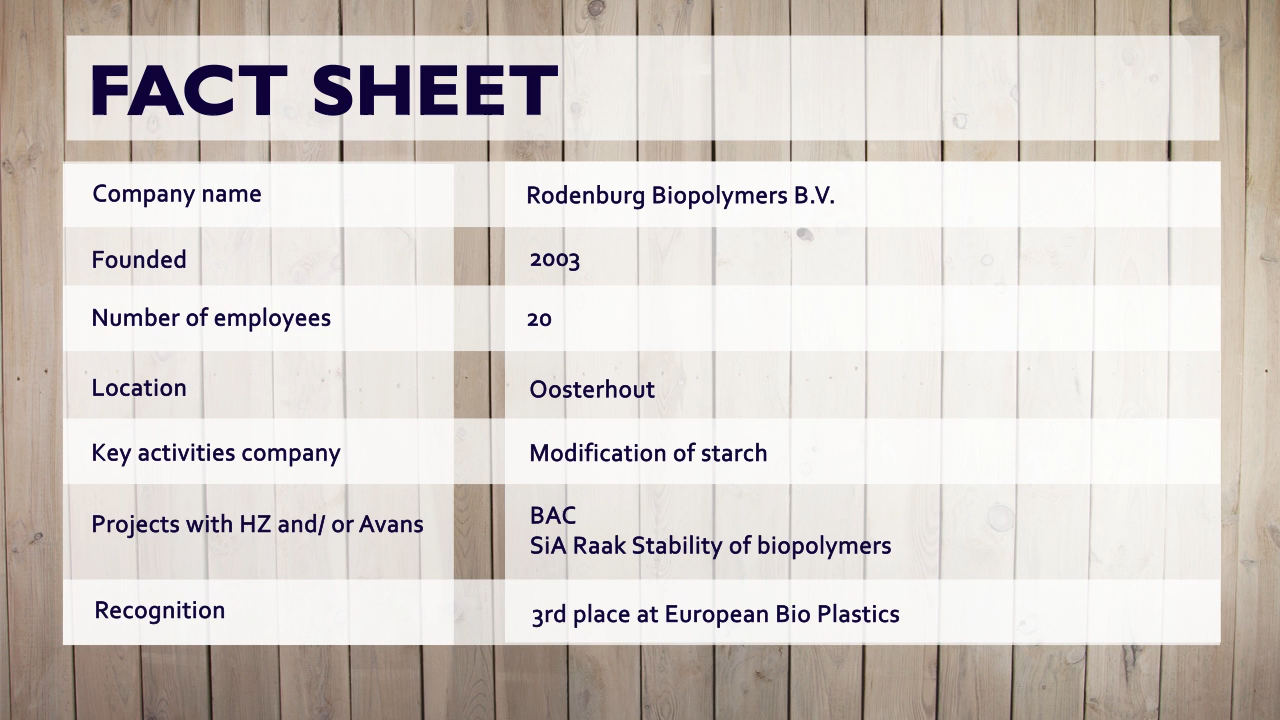 FACT SHEET
Company name Rodenburg Biopolymers B.V.
Founded 2003
Number of employees 20
Location Oosterhout
Key activities company Modification of starch
Projects with HZ and/ or Avans BAC
SiA Raak Stability of biopolymers
Recognition 3rd place at European Bio Plastics